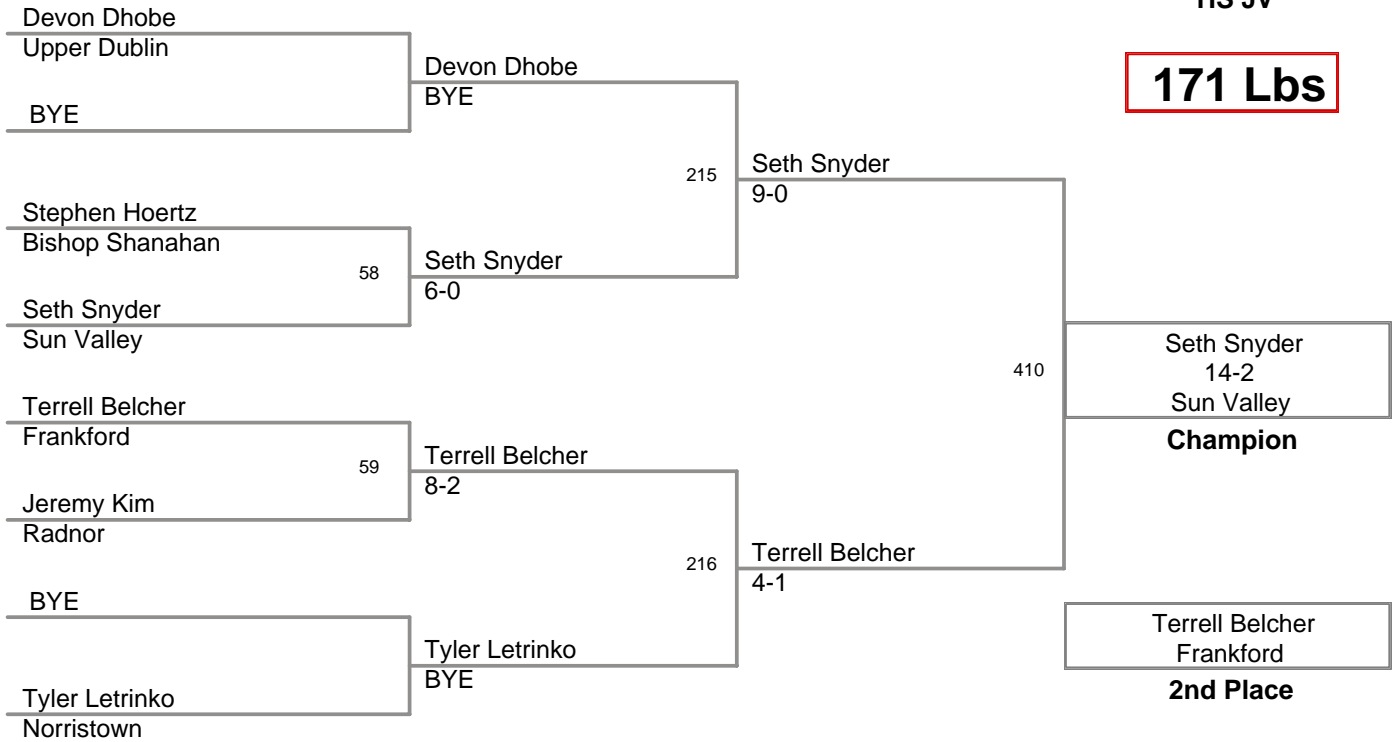 HS JV
171 Lbs
Devon Dhobe
Upper Dublin
BYE
Stephen Hoertz
Bishop Shanahan
58
Seth Snyder
Sun Valley
Terrell Belcher
Frankford
59
Jeremy Kim
Radnor
BYE
Tyler Letrinko
Norristown
Devon Dhobe
BYE
215
Seth Snyder
6-0
Terrell Belcher
8-2
216
Tyler Letrinko
BYE
Seth Snyder
9-0
410
Terrell Belcher
4-1
Seth Snyder
14-2
Sun Valley
Champion
Terrell Belcher
Frankford
2nd Place